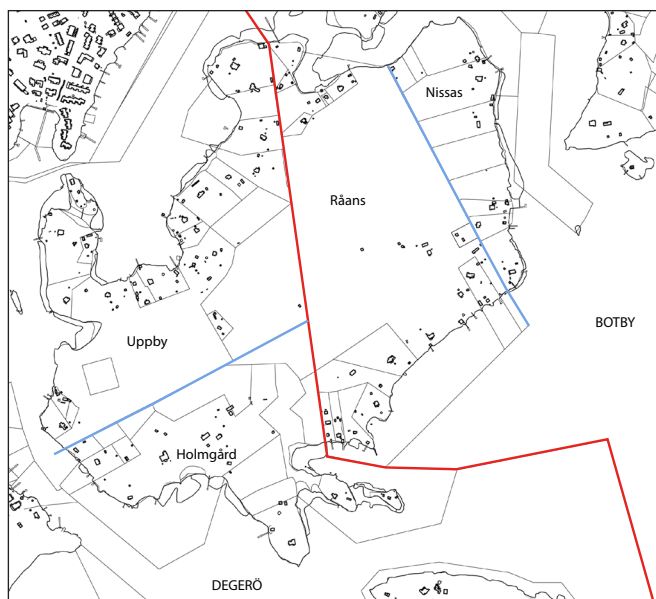 Nissas
Råans
BOTBY
Uppby
Holmgård
DEGERÖ